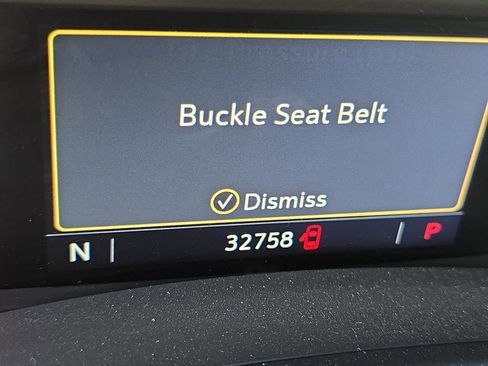 Buckle Seat Belt
Dismiss
N 32758 P